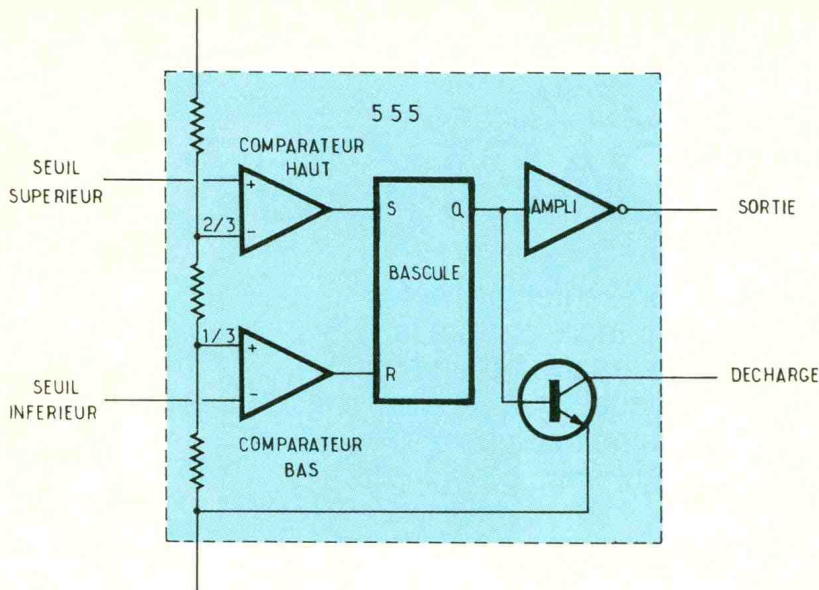 555
COMPARATEUR
HAUT
SEUIL
SUPERIEUR
+
2/3
-
S
Q
AMPLI
SORTIE
BASCULE
1/3
+
-
R
SEUIL
INFERIEUR
DECHARGE
COMPARATEUR
BAS